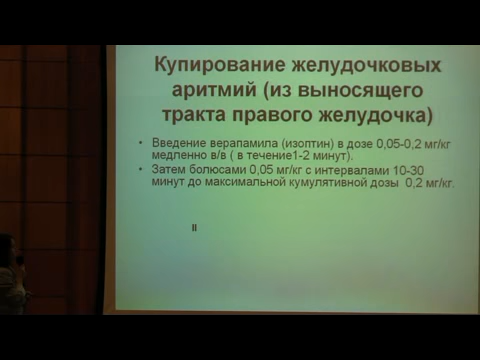 Купирование желудочковых
аритмий (из выносящего
тракта правого желудочка)
• Введение верапамила (изоптин) в дозе 0,05-0,2 мг/кг
медленно в/в ( в течение1-2 минут).
• Затем болюсами 0,05 мг/кг с интервалами 10-30
минут до максимальной кумулятивной дозы 0,2 мг/кг.